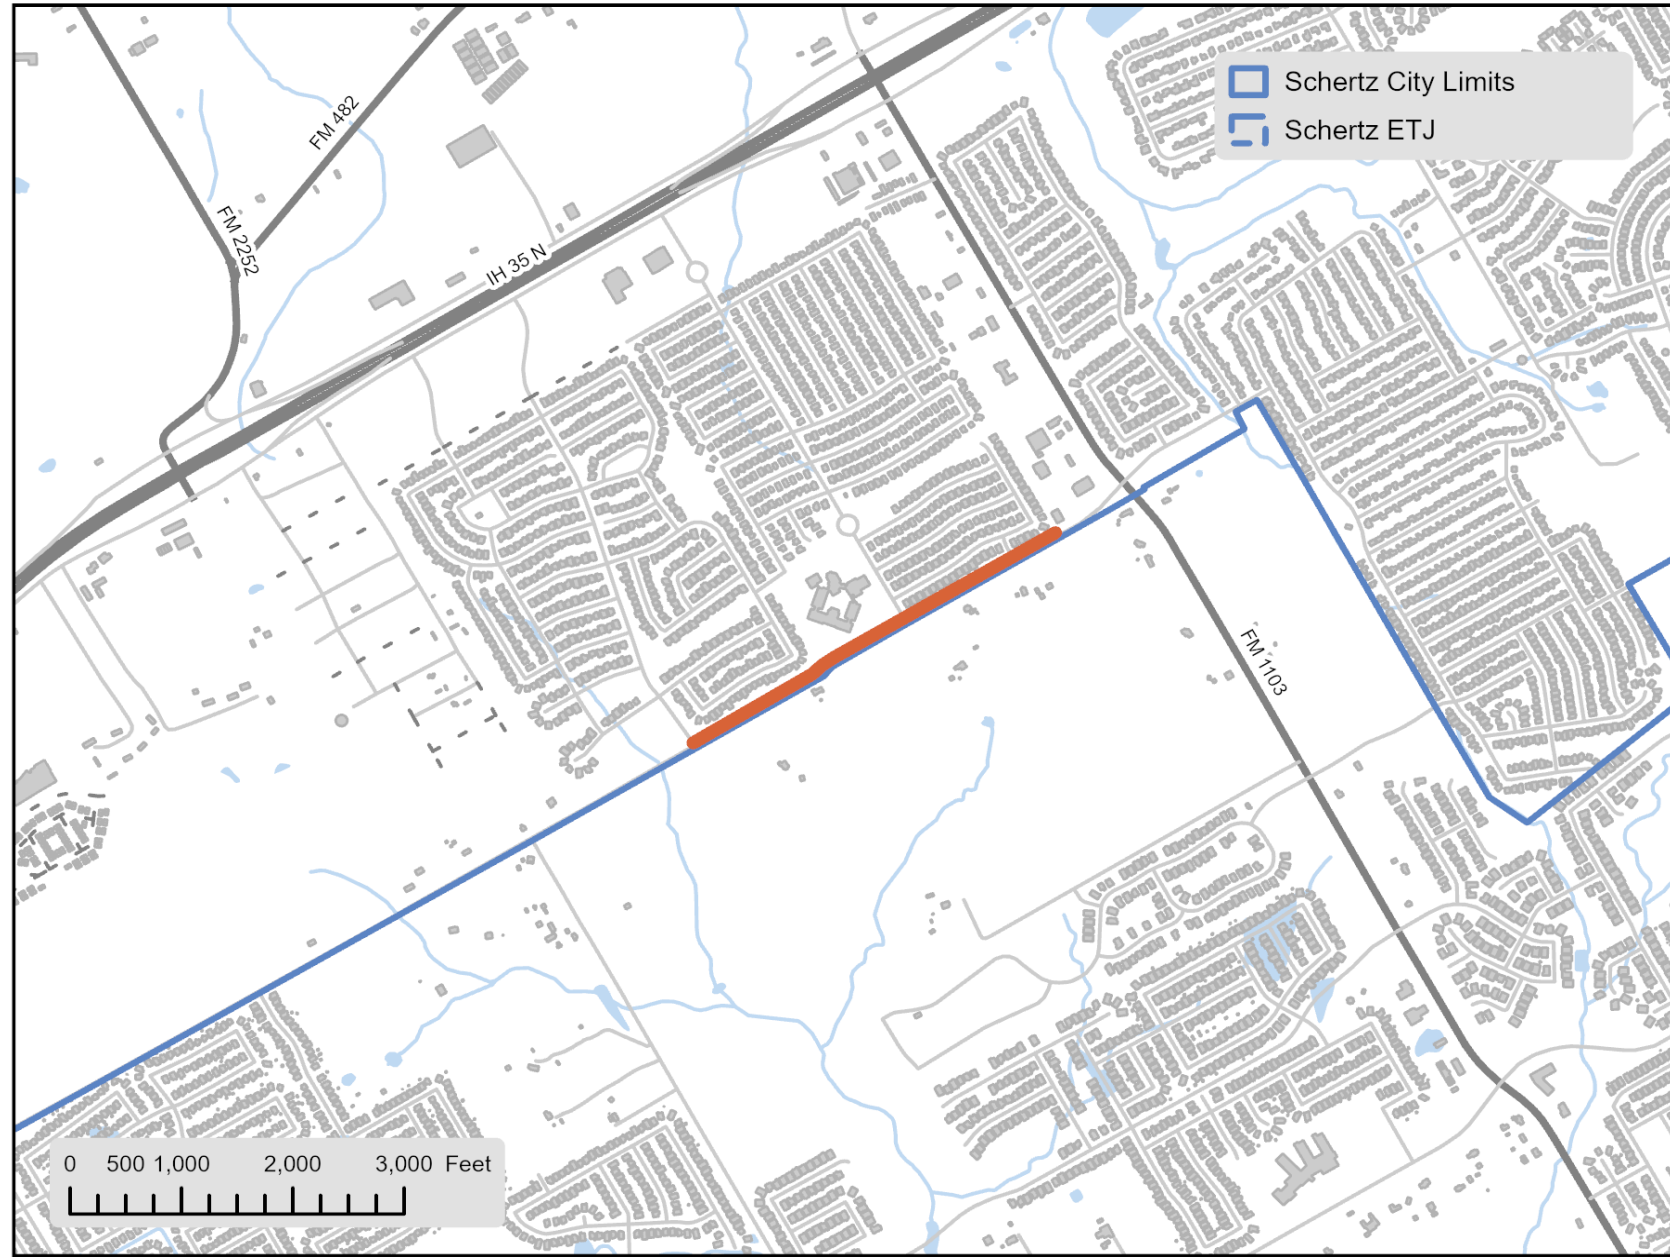 Schertz City Limits
Schertz ETJ
FM 482
FM 2252
IH 35 N
FM 1103
0 500 1,000 2,000 3,000 Feet